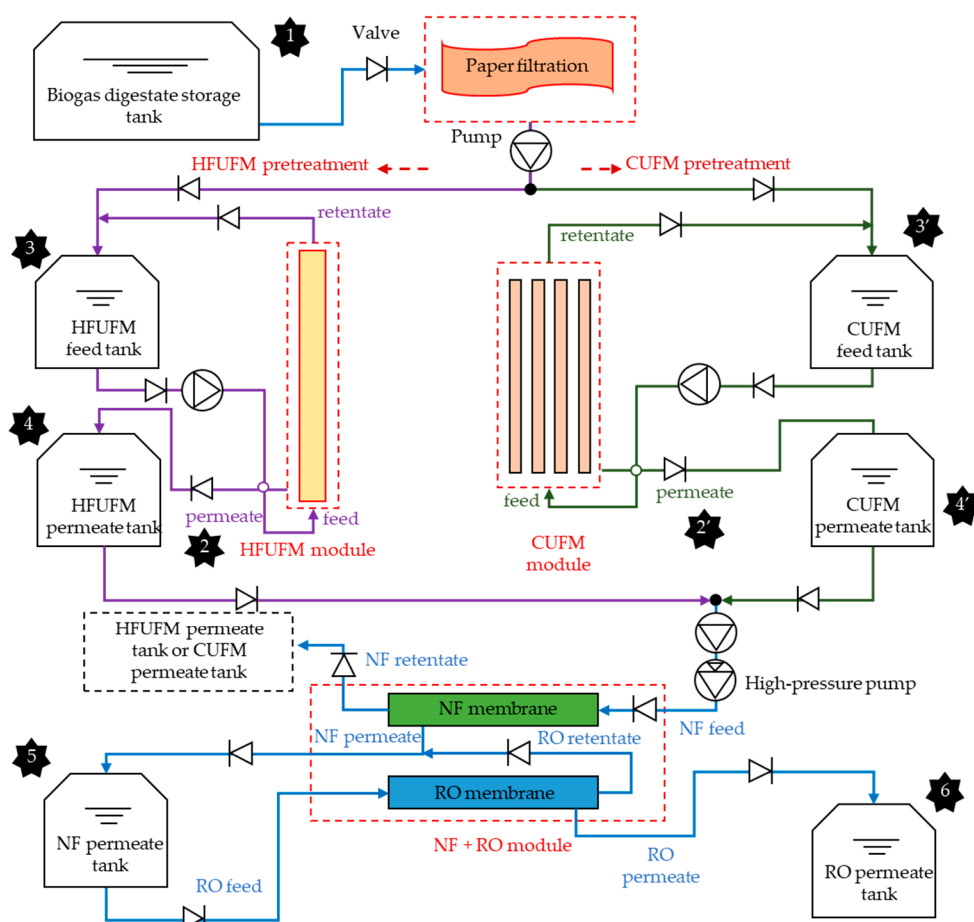 1
Valve
Paper filtration
Biogas digestate storage
tank
Pump
HFUFM pretreatment
CUFM pretreatment
retentate
retentate
3
3′
HFUFM
feed tank
CUFM
feed tank
4
HFUFM
permeate tank
permeate
feed
2
HFUFM module
feed
permeate
CUFM
module
2′
CUFM
permeate tank
4′
HFUFM permeate
tank or CUFM
permeate tank
NF retentate
High-pressure pump
NF membrane
NF feed
NF permeate
RO retentate
5
RO membrane
6
NF permeate
tank
NF + RO module
RO feed
RO
permeate
RO permeate
tank